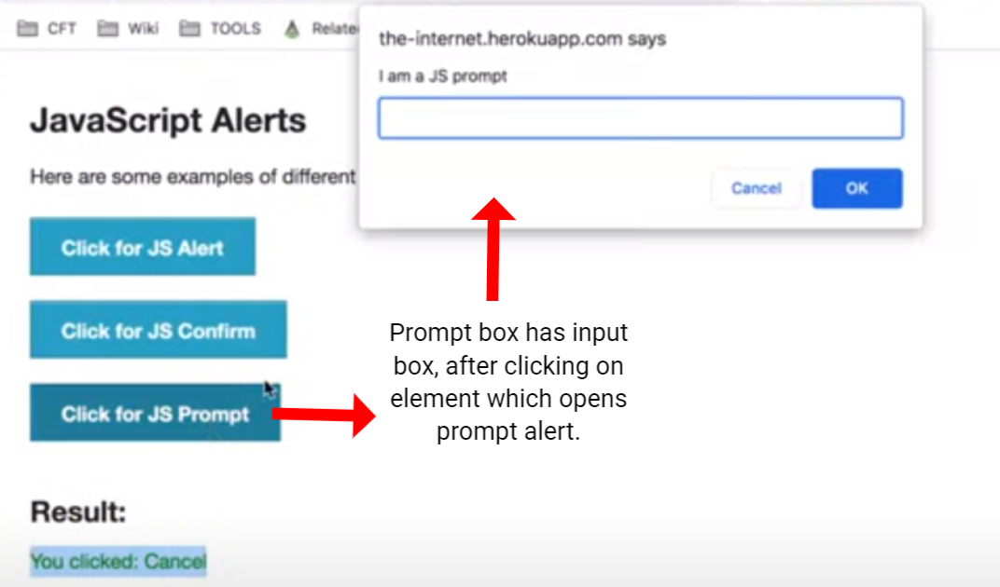 CFT Wiki TOOLS Relate
the-internet.herokuapp.com says
I am a JS prompt
Cancel OK
JavaScript Alerts
Here are some examples of different
Click for JS Alert
Click for JS Confirm
Click for JS Prompt
Prompt box has input
box, after clicking on
element which opens
prompt alert.
Result:
You clicked: Cancel